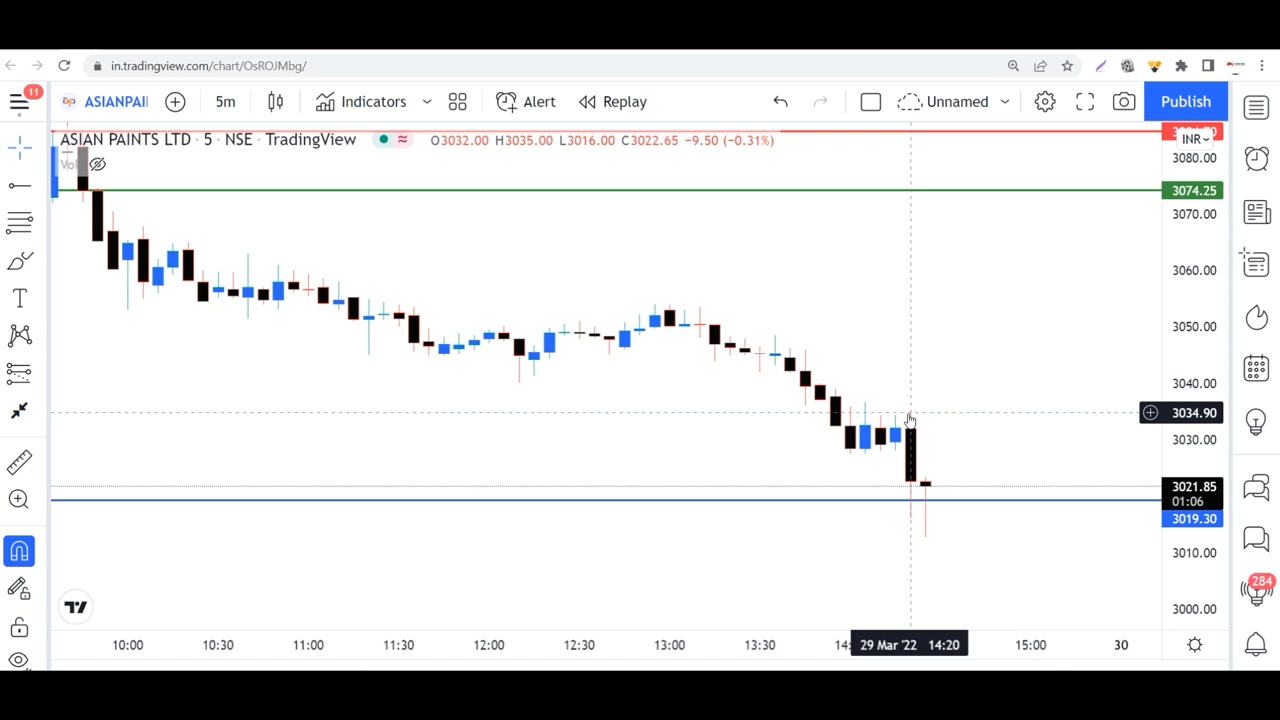 in.tradingview.com/chart/OsROJMbg/
11
ASIANPAI
5m
Indicators
Alert
Replay
Unnamed
Publish
ASIAN PAINTS LTD · 5 · NSE · TradingView
O3032.00 H3035.00 L3016.00 C3022.65 −9.50 (−0.31%)
Vol
INR
3080.00
3074.25
3070.00
3060.00
3050.00
3040.00
3034.90
3030.00
3021.85
01:06
3019.30
3010.00
3000.00
284
10:00
10:30
11:00
11:30
12:00
12:30
13:00
13:30
29 Mar '22 14:20
15:00
30